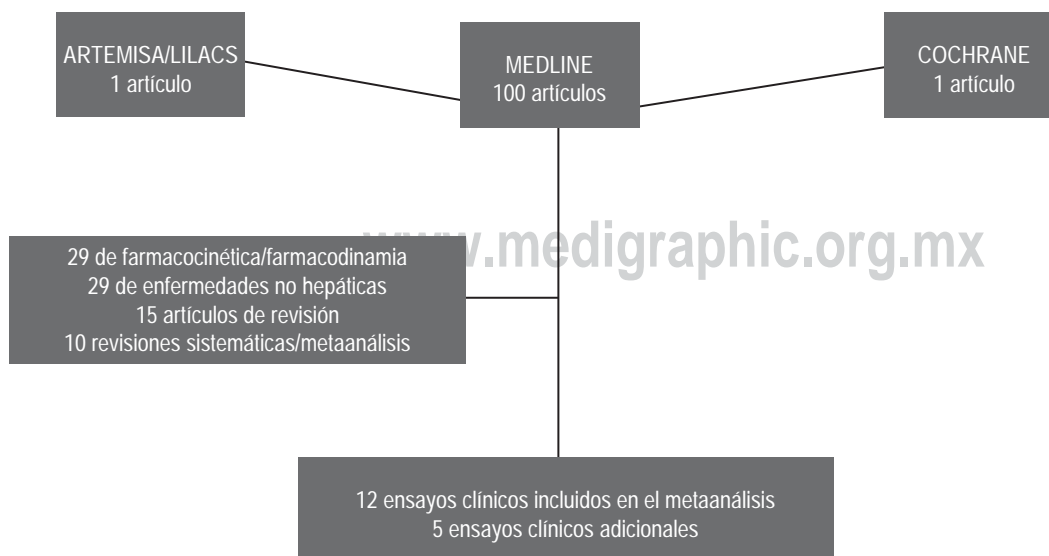 ARTEMISA/LILACS
1 artículo
MEDLINE
100 artículos
COCHRANE
1 artículo
www.medigraphic.org.mx
29 de farmacocinética/farmacodinamia
29 de enfermedades no hepáticas
15 artículos de revisión
10 revisiones sistemáticas/metaanálisis
12 ensayos clínicos incluidos en el metaanálisis
5 ensayos clínicos adicionales